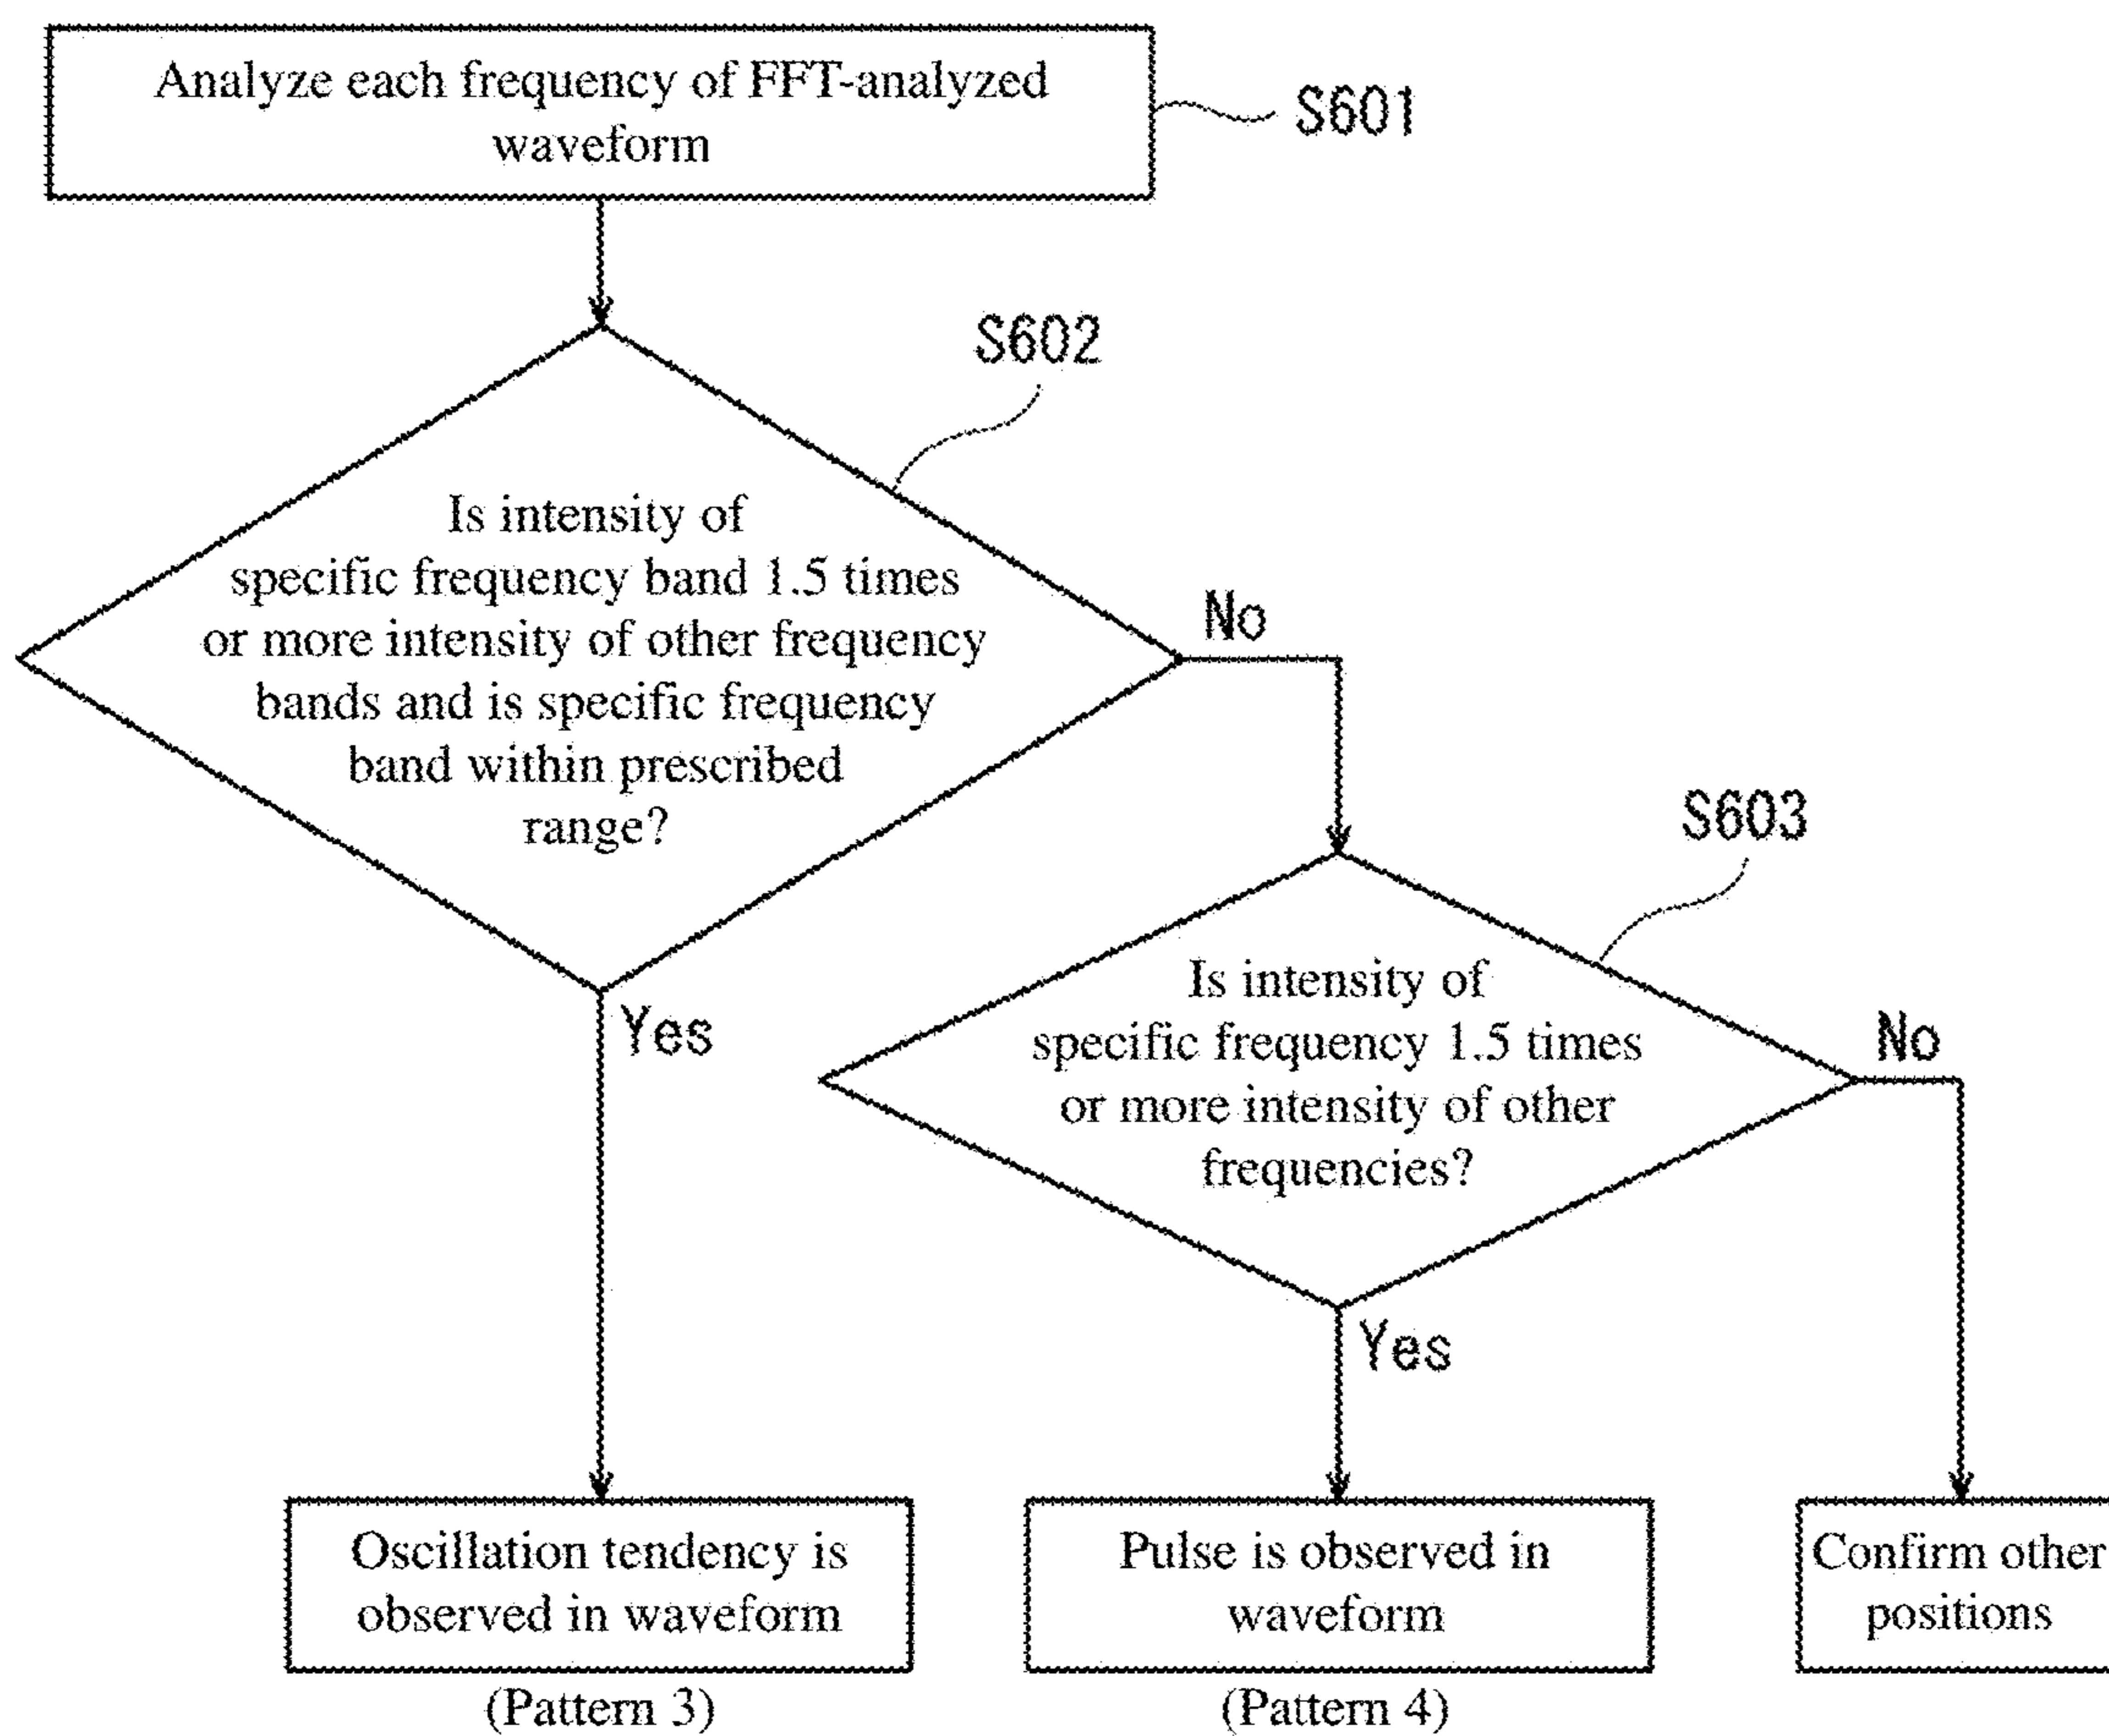 Analyze each frequency of FFT-analyzed
waveform
S601
S602
Is intensity of
specific frequency band 1.5 times
or more intensity of other frequency
bands and is specific frequency
band within prescribed
range?
No
Yes
S603
Is intensity of
specific frequency 1.5 times
or more intensity of other
frequencies?
No
Yes
Oscillation tendency is
observed in waveform
(Pattern 3)
Pulse is observed in
waveform
(Pattern 4)
Confirm other
positions